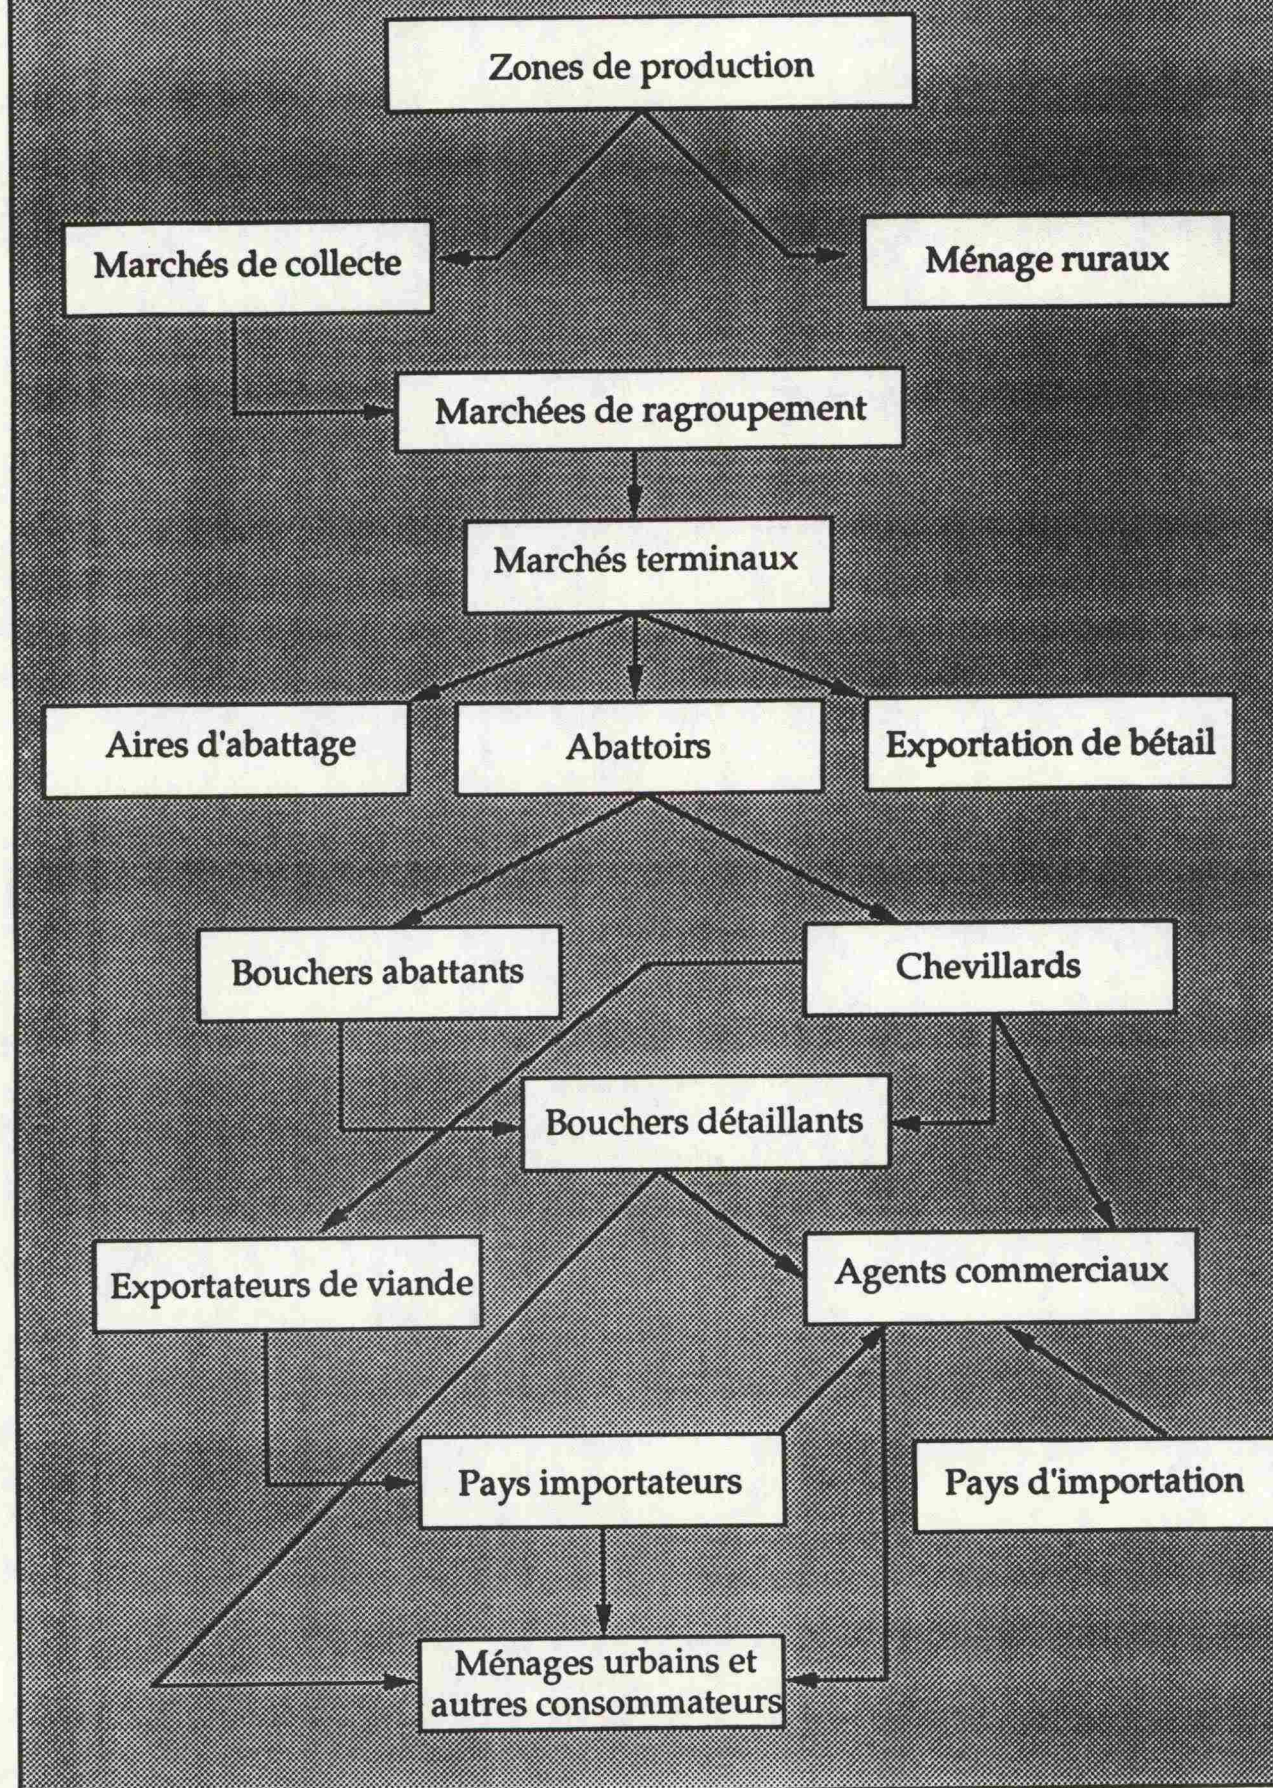 Zones de production
Marchés de collecte
Ménage ruraux
Marchées de ragroupement
Marchés terminaux
Aires d'abattage
Abattoirs
Exportation de bétail
Bouchers abattants
Chevillards
Bouchers détaillants
Exportateurs de viande
Agents commerciaux
Pays importateurs
Pays d'importation
Ménages urbains et
autres consommateurs